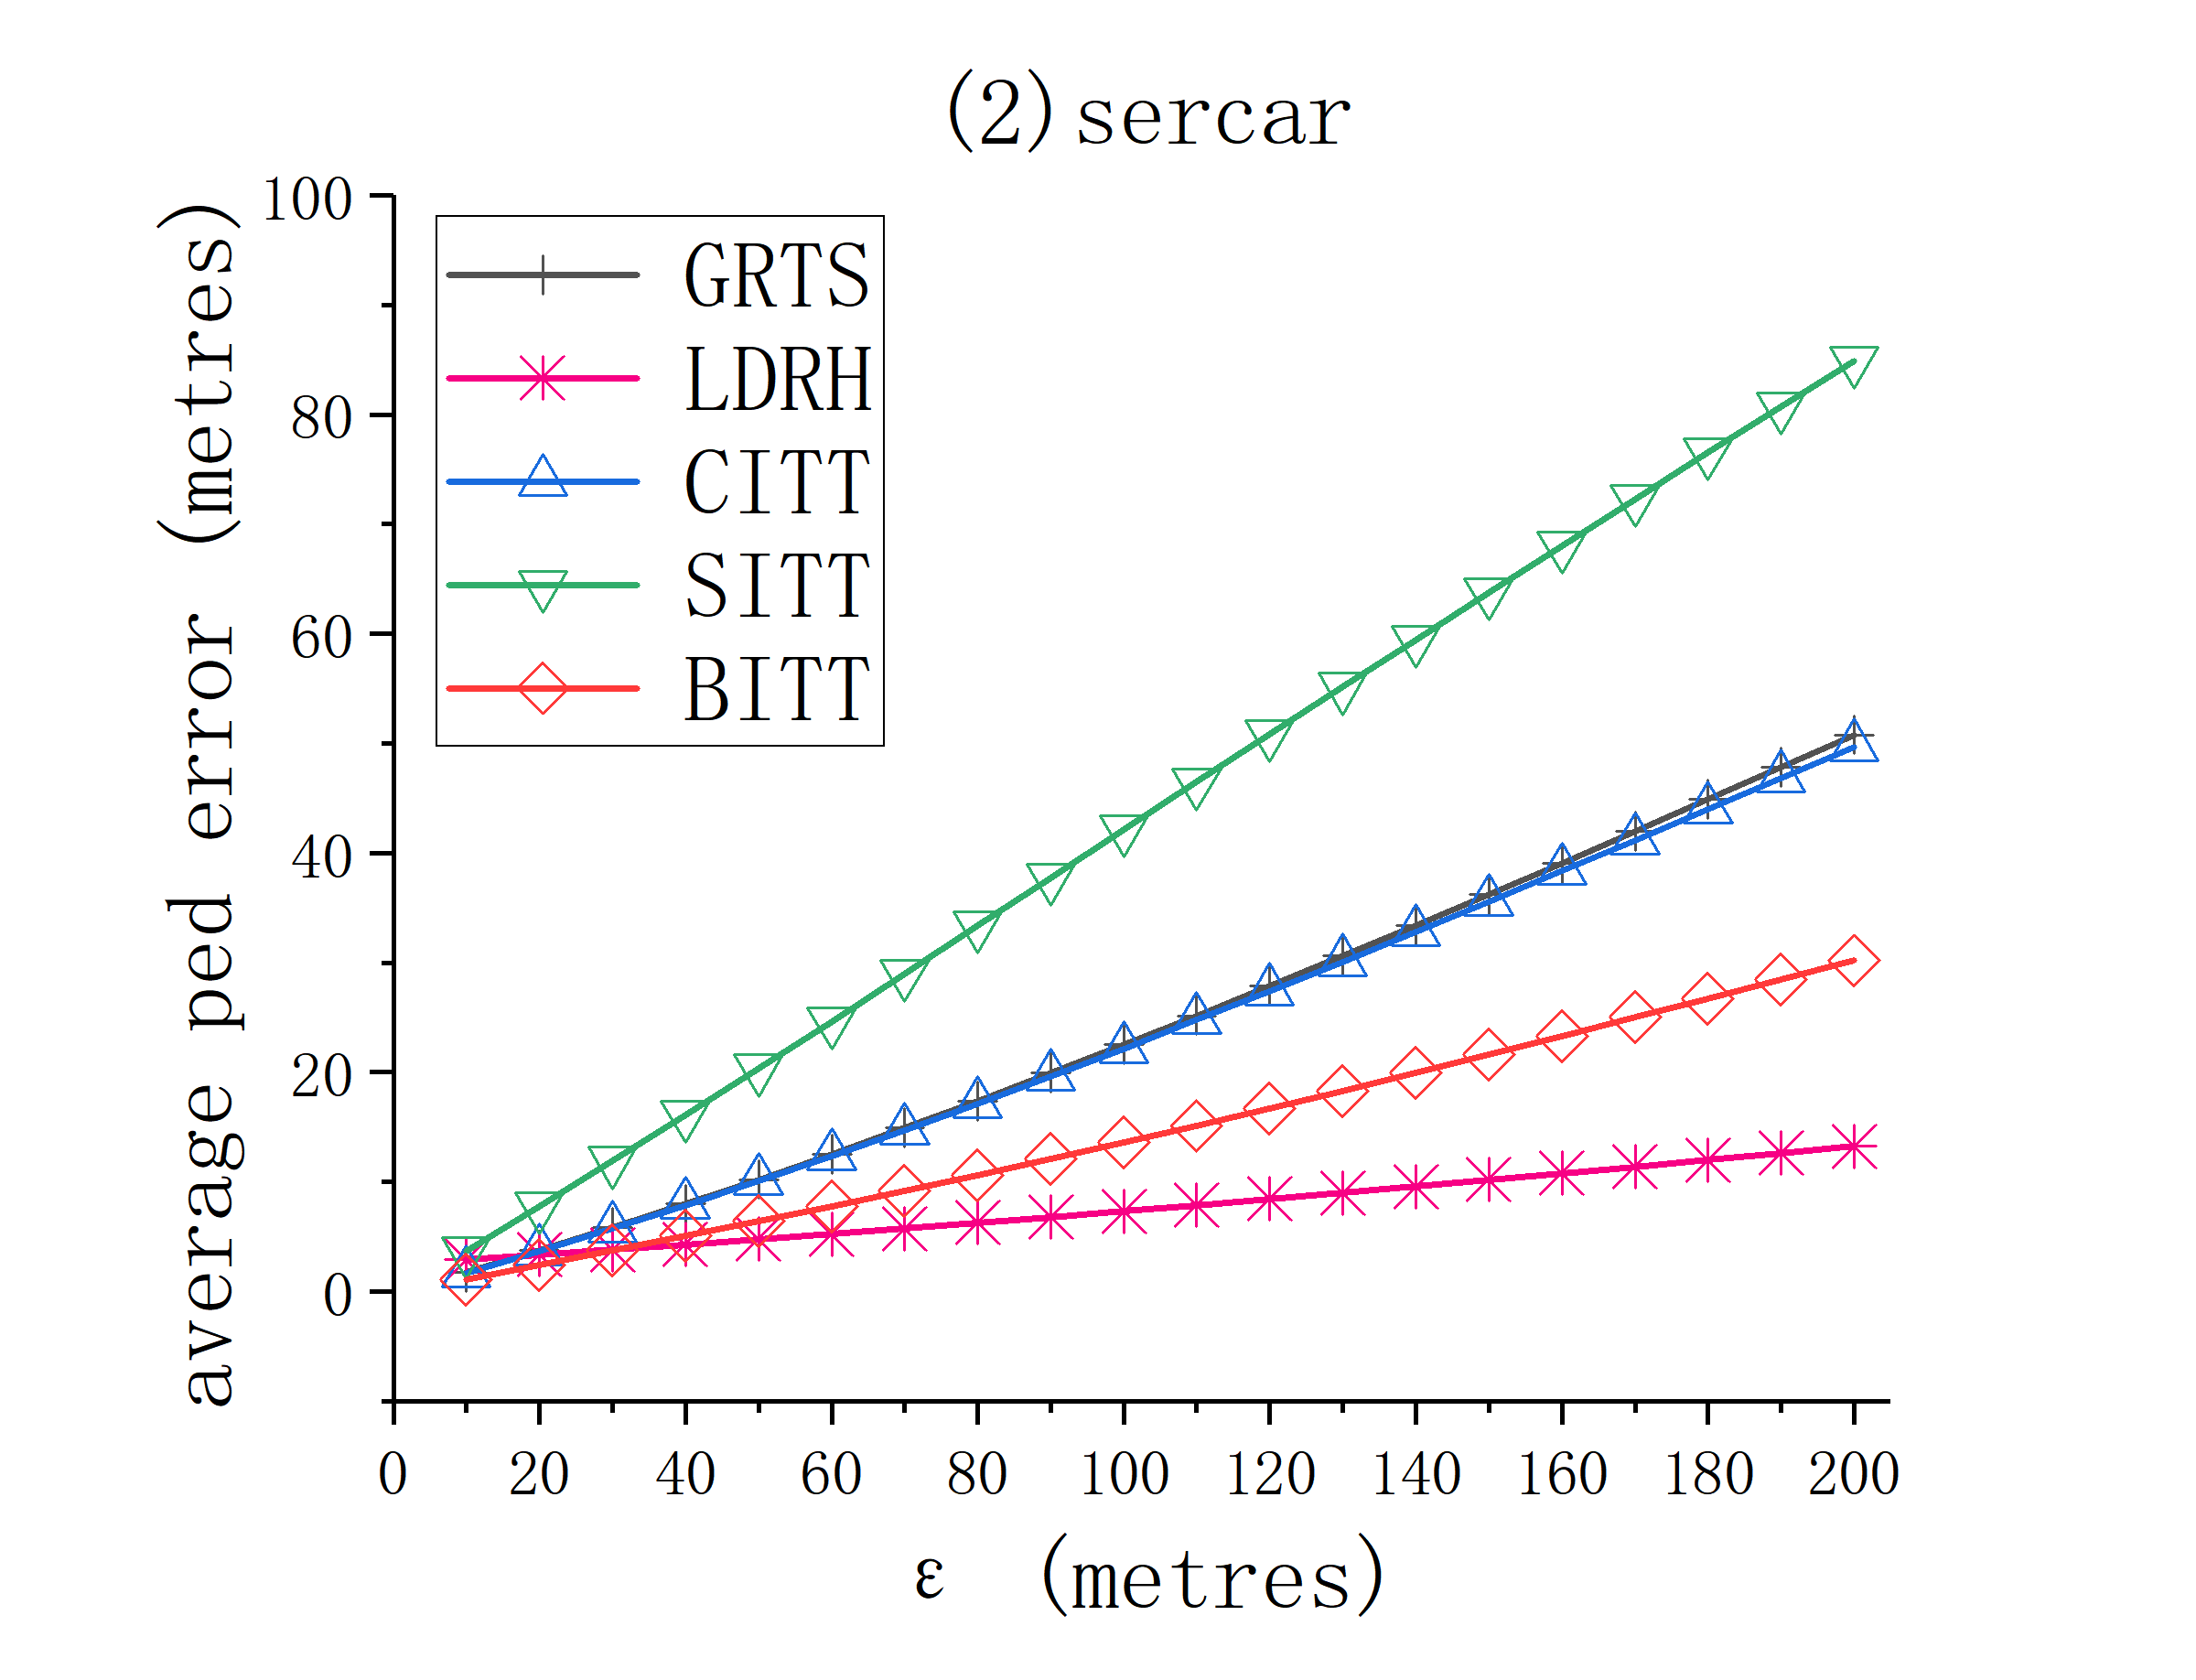 (2)sercar
average ped error (metres)
100
80
60
40
20
0
GRTS
LDRH
CITT
SITT
BITT
0 20 40 60 80 100 120 140 160 180 200
ε (metres)